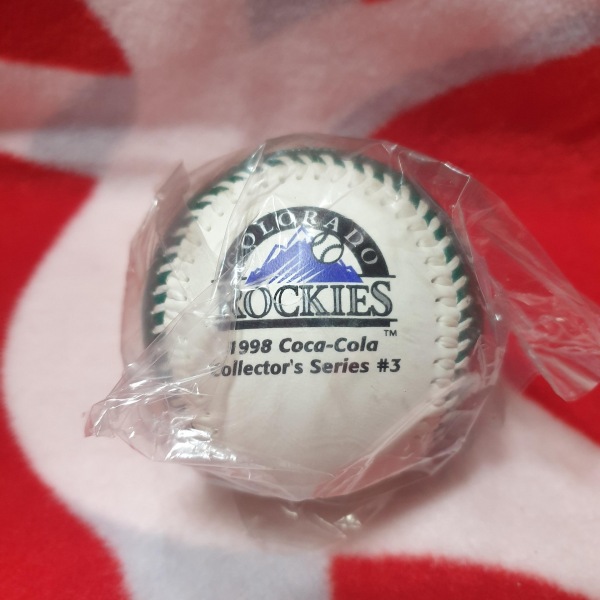 COLORADO
ROCKIES
TM
1998 Coca-Cola
Collector's Series #3